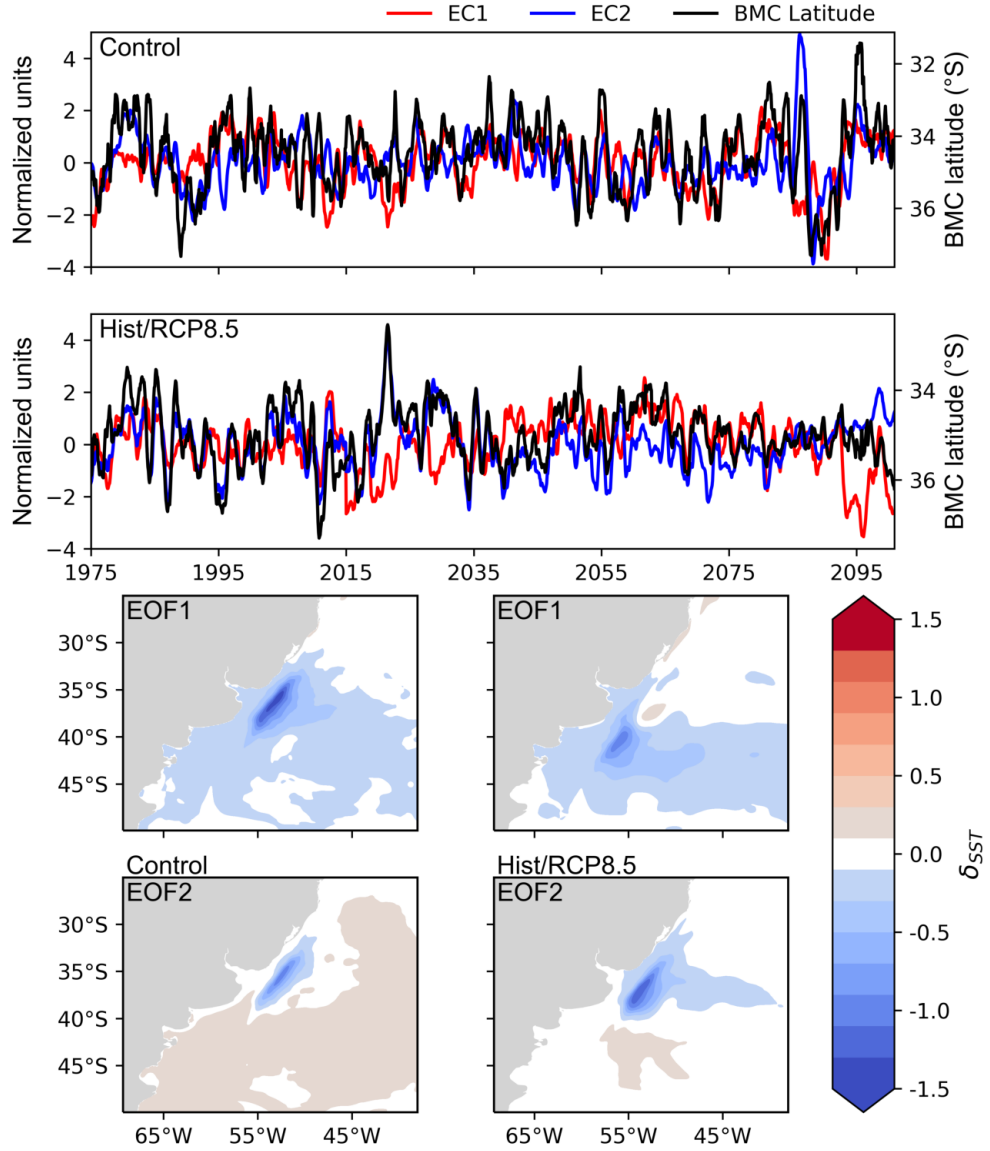 EC1 EC2 BMC Latitude
Control
Normalized units
4
2
0
−2
−4
32
34
36
BMC latitude (°S)
Hist/RCP8.5
Normalized units
4
2
0
−2
−4
34
36
BMC latitude (°S)
1975 1995 2015 2035 2055 2075 2095
EOF1
30°S
35°S
40°S
45°S
EOF1
Control
EOF2
30°S
35°S
40°S
45°S
65°W 55°W 45°W
Hist/RCP8.5
EOF2
65°W 55°W 45°W
1.5
1.0
0.5
0.0
-0.5
-1.0
-1.5
δSST